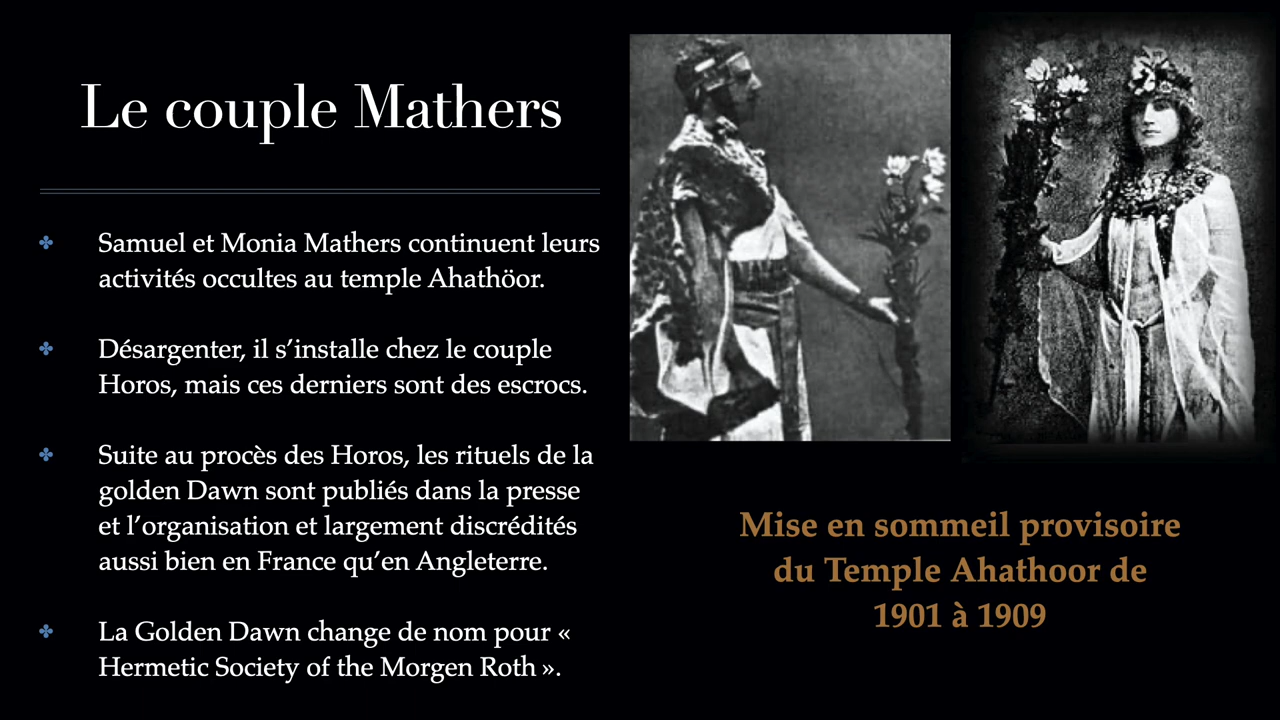 Le couple Mathers
Samuel et Monia Mathers continuent leurs
activités occultes au temple Ahathöor.
Désargenter, il s’installe chez le couple
Horos, mais ces derniers sont des escrocs.
Suite au procès des Horos, les rituels de la
golden Dawn sont publiés dans la presse
et l’organisation et largement discrédités
aussi bien en France qu’en Angleterre.
La Golden Dawn change de nom pour «
Hermetic Society of the Morgen Roth ».
Mise en sommeil provisoire
du Temple Ahathoor de
1901 à 1909